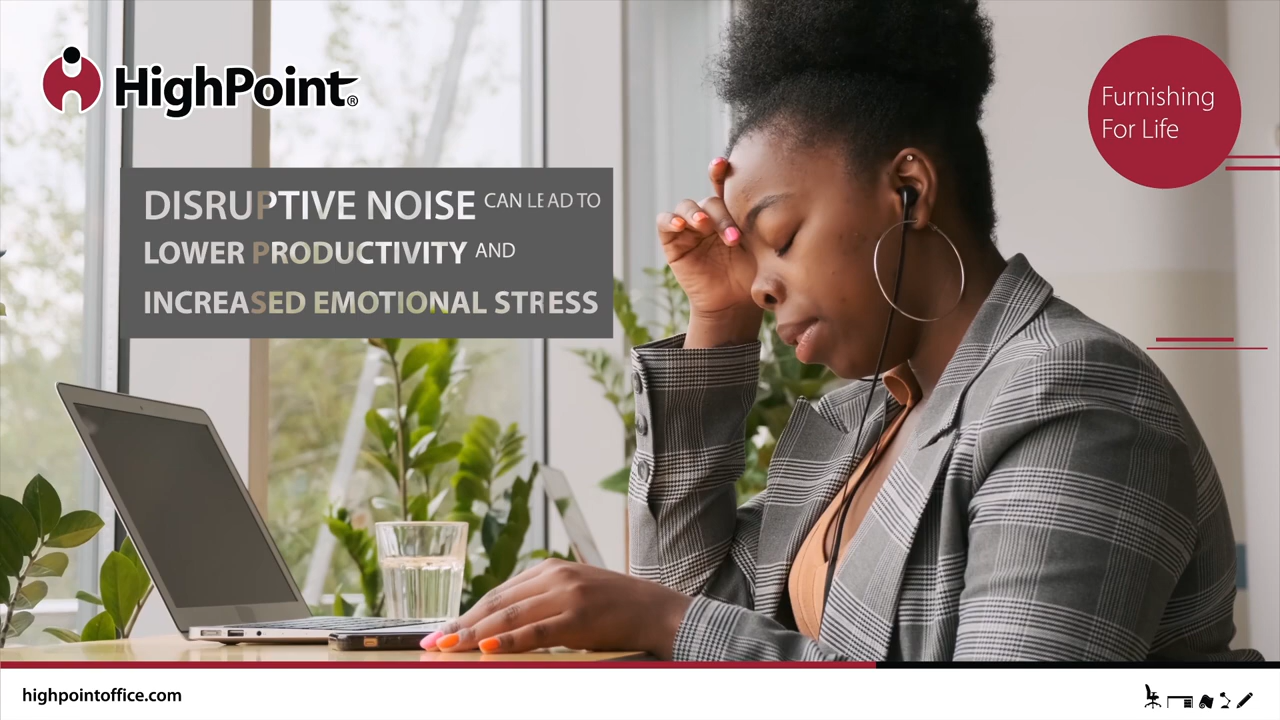 HighPoint®
Furnishing
For Life
DISRUPTIVE NOISE CAN LEAD TO
LOWER PRODUCTIVITY AND
INCREASED EMOTIONAL STRESS
highpointoffice.com